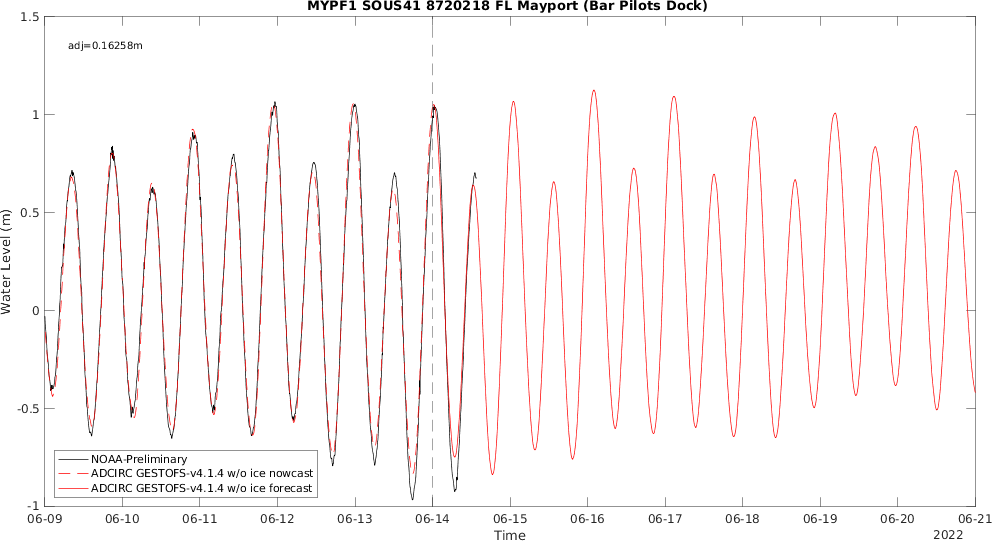 MYPF1 SOUS41 8720218 FL Mayport (Bar Pilots Dock)
1.5
adj=0.16258m
1
0.5
Water Level (m)
0
-0.5
NOAA-Preliminary
ADCIRC GESTOFS-v4.1.4 w/o ice nowcast
ADCIRC GESTOFS-v4.1.4 w/o ice forecast
-1
06-09 06-10 06-11 06-12 06-13 06-14 06-15 06-16 06-17 06-18 06-19 06-20 06-21
Time
2022